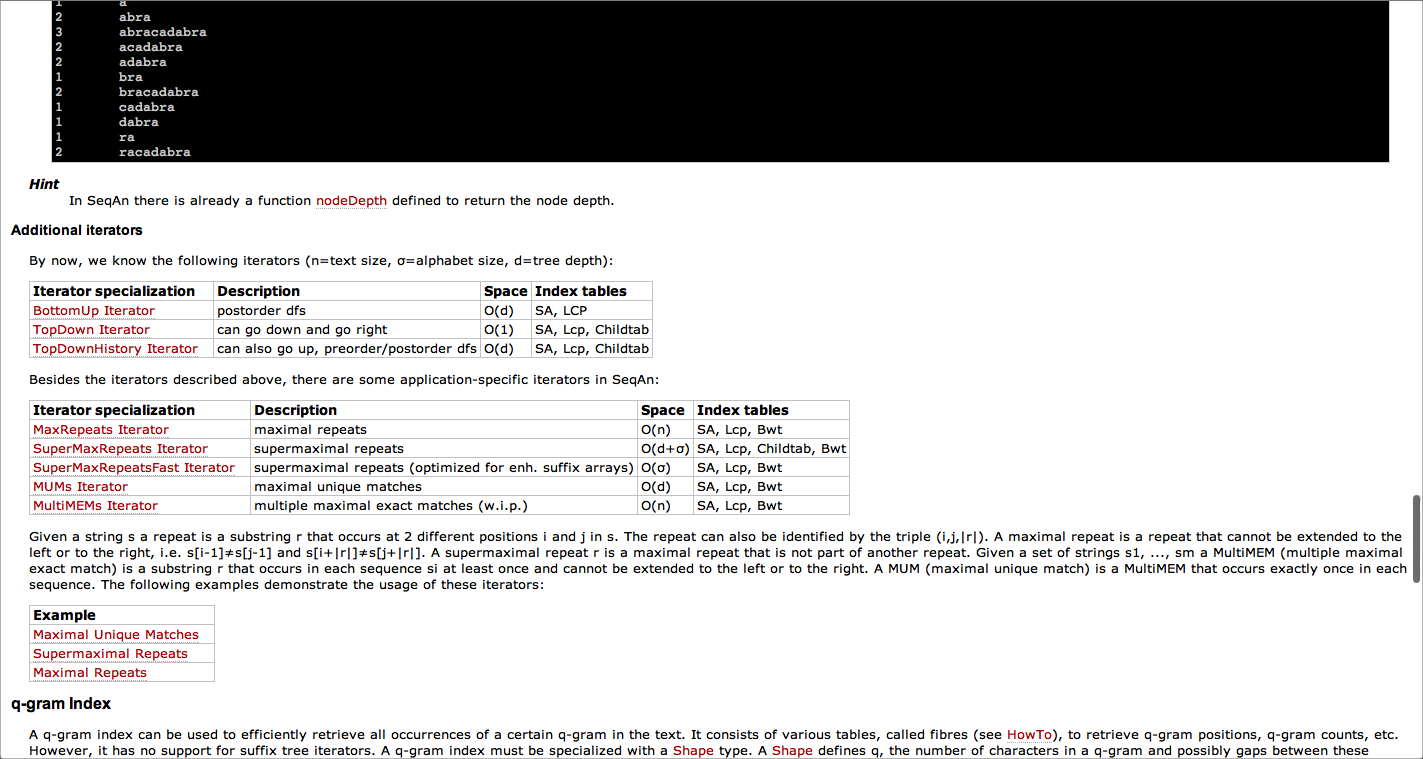 1 a
2 abra
3 abracadabra
2 acadabra
2 adabra
1 bra
2 bracadabra
1 cadabra
1 dabra
1 ra
2 racadabra
Hint
In SeqAn there is already a function nodeDepth defined to return the node depth.
Additional iterators
By now, we know the following iterators (n=text size, σ=alphabet size, d=tree depth):
Iterator specialization Description Space Index tables
BottomUp Iterator postorder dfs O(d) SA, LCP
TopDown Iterator can go down and go right O(1) SA, Lcp, Childtab
TopDownHistory Iterator can also go up, preorder/postorder dfs O(d) SA, Lcp, Childtab
Besides the iterators described above, there are some application-specific iterators in SeqAn:
Iterator specialization Description Space Index tables
MaxRepeats Iterator maximal repeats O(n) SA, Lcp, Bwt
SuperMaxRepeats Iterator supermaximal repeats O(d+σ) SA, Lcp, Childtab, Bwt
SuperMaxRepeatsFast Iterator supermaximal repeats (optimized for enh. suffix arrays) O(σ) SA, Lcp, Bwt
MUMs Iterator maximal unique matches O(d) SA, Lcp, Bwt
MultiMEMs Iterator multiple maximal exact matches (w.i.p.) O(n) SA, Lcp, Bwt
Given a string s a repeat is a substring r that occurs at 2 different positions i and j in s. The repeat can also be identified by the triple (i,j,|r|). A maximal repeat is a repeat that cannot be extended to the
left or to the right, i.e. s[i-1]≠s[j-1] and s[i+|r|]≠s[j+|r|]. A supermaximal repeat r is a maximal repeat that is not part of another repeat. Given a set of strings s1, ..., sm a MultiMEM (multiple maximal
exact match) is a substring r that occurs in each sequence si at least once and cannot be extended to the left or to the right. A MUM (maximal unique match) is a MultiMEM that occurs exactly once in each
sequence. The following examples demonstrate the usage of these iterators:
Example
Maximal Unique Matches
Supermaximal Repeats
Maximal Repeats
q-gram Index
A q-gram index can be used to efficiently retrieve all occurrences of a certain q-gram in the text. It consists of various tables, called fibres (see HowTo), to retrieve q-gram positions, q-gram counts, etc.
However, it has no support for suffix tree iterators. A q-gram index must be specialized with a Shape type. A Shape defines q, the number of characters in a q-gram and possibly gaps between these